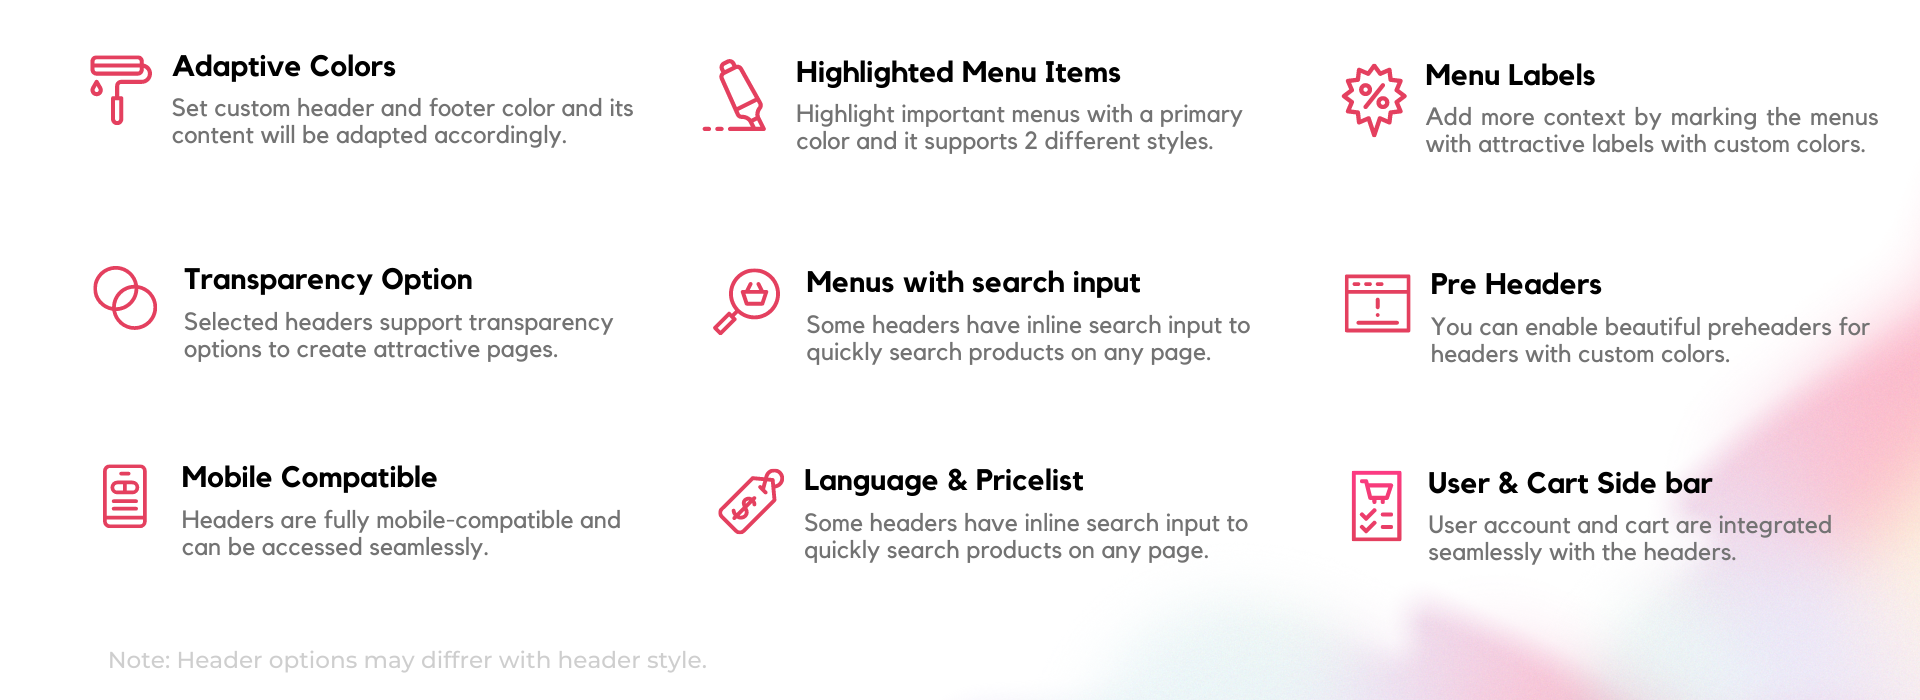 Adaptive Colors
Set custom header and footer color and its
content will be adapted accordingly.
Highlighted Menu Items
Highlight important menus with a primary
color and it supports 2 different styles.
Menu Labels
Add more context by marking the menus
with attractive labels with custom colors.
Transparency Option
Selected headers support transparency
options to create attractive pages.
Menus with search input
Some headers have inline search input to
quickly search products on any page.
Pre Headers
You can enable beautiful preheaders for
headers with custom colors.
Mobile Compatible
Headers are fully mobile-compatible and
can be accessed seamlessly.
Language & Pricelist
Some headers have inline search input to
quickly search products on any page.
User & Cart Side bar
User account and cart are integrated
seamlessly with the headers.
Note: Header options may diffrer with header style.